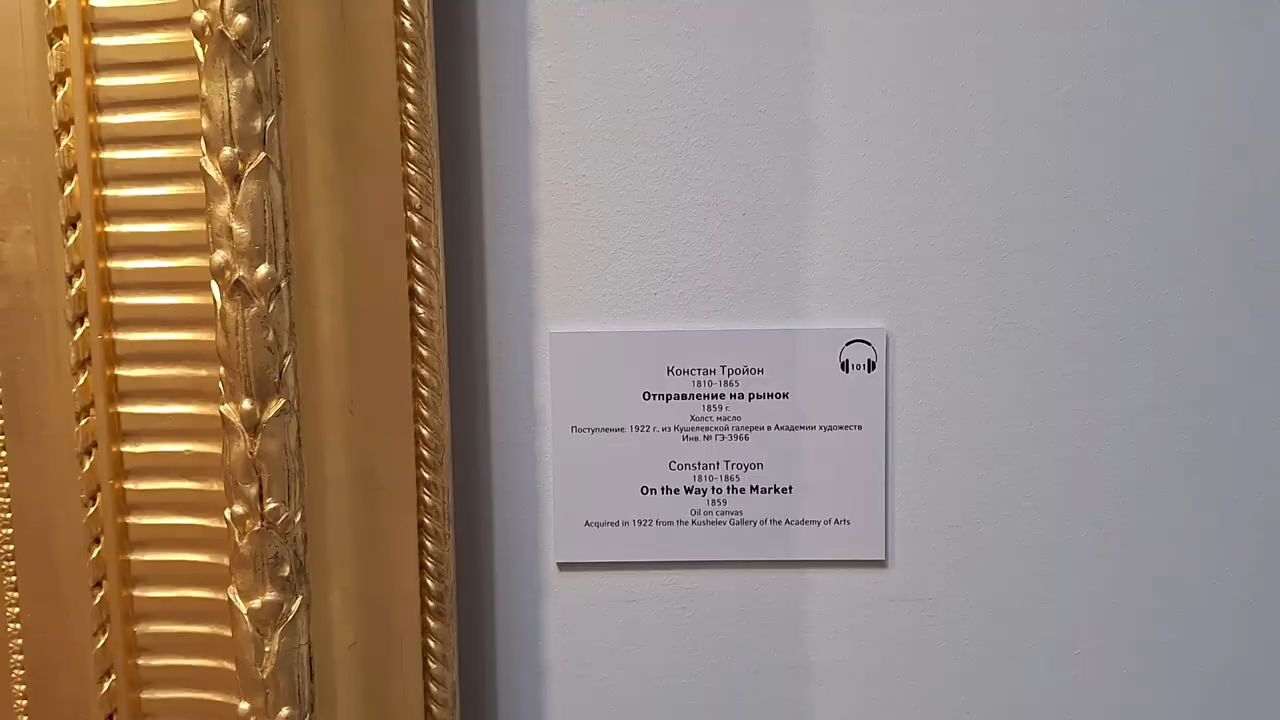 101
Констан Тройон
1810–1865
Отправление на рынок
1859 г.
Холст, масло
Поступление: 1922 г., из Кушелевской галереи в Академии художеств
Инв. № ГЭ-3966
Constant Troyon
1810–1865
On the Way to the Market
1859
Oil on canvas
Acquired in 1922 from the Kushelev Gallery of the Academy of Arts